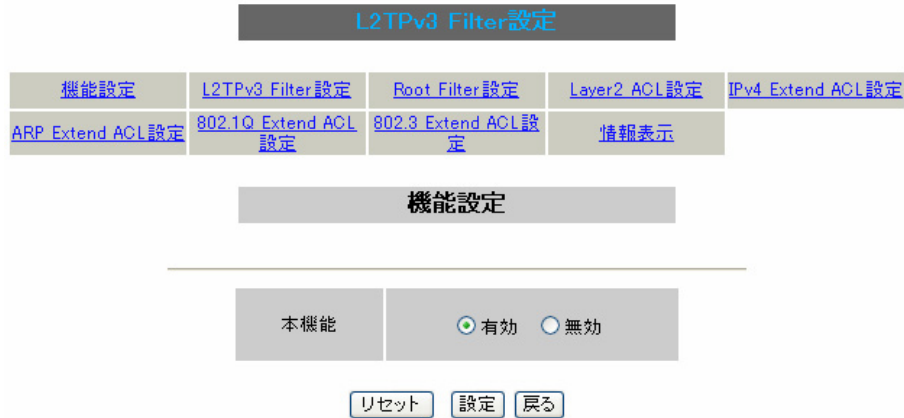 L2TPv3 Filter設定
機能設定 L2TPv3 Filter設定 Root Filter設定 Layer2 ACL設定 IPv4 Extend ACL設定
ARP Extend ACL設定 802.1Q Extend ACL設定 802.3 Extend ACL設定 情報表示
機能設定
本機能 有効 無効
リセット 設定 戻る